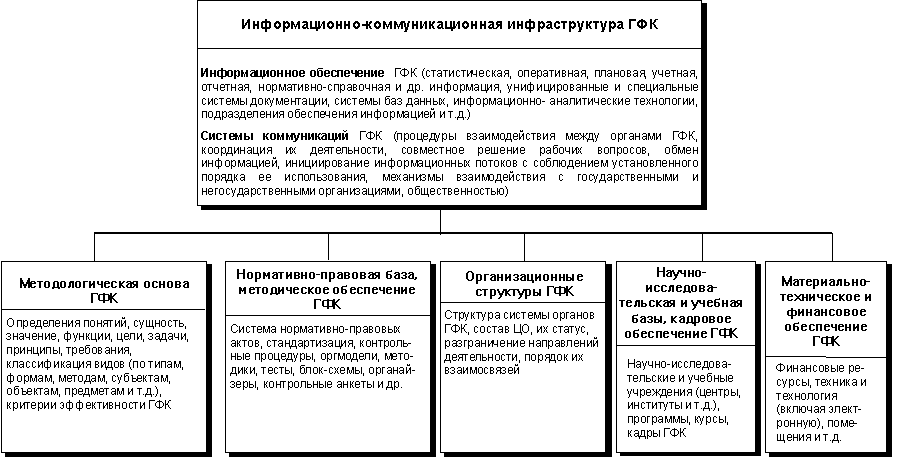 Информационно-коммуникационная инфраструктура ГФК
Информационное обеспечение ГФК (статистическая, оперативная, плановая, учетная,
отчетная, нормативно-справочная и др. информация, унифицированные и специальные
системы документации, системы баз данных, информационно- аналитические технологии,
подразделения обеспечения информацией и т.д.)
Системы коммуникаций ГФК (процедуры взаимодействия между органами ГФК,
координация их деятельности, совместное решение рабочих вопросов, обмен
информацией, инициирование информационных потоков с соблюдением установленного
порядка ее использования, механизмы взаимодействия с государственными и
негосударственными организациями, общественностью)
Методологическая основа
ГФК
Определения понятий, сущность,
значение, функции, цели, задачи,
принципы, требования,
классификация видов (по типам,
формам, методам, субъектам,
объектам, предметам и т.д.),
критерии эффективности ГФК
Нормативно-правовая база,
методическое обеспечение
ГФК
Система нормативно-правовых
актов, стандартизация, контроль-
ные процедуры, оргмодели, мето-
дики, тесты, блок-схемы, органай-
зеры, контрольные анкеты и др.
Организационные
структуры ГФК
Структура системы органов
ГФК, состав ЦО, их статус,
разграничение направлений
деятельности, порядок их
взаимосвязей
Научно-
исследова-
тельская и учебная
базы, кадровое
обеспечение ГФК
Научно-исследова-
тельские и учебные
учреждения (центры,
институты и т.д.),
программы, курсы,
кадры ГФК
Материально-
техническое и
финансовое
обеспечение ГФК
Финансовые ре-
сурсы, техника и
технология
(включая элект-
ронную), поме-
щения и т.д.